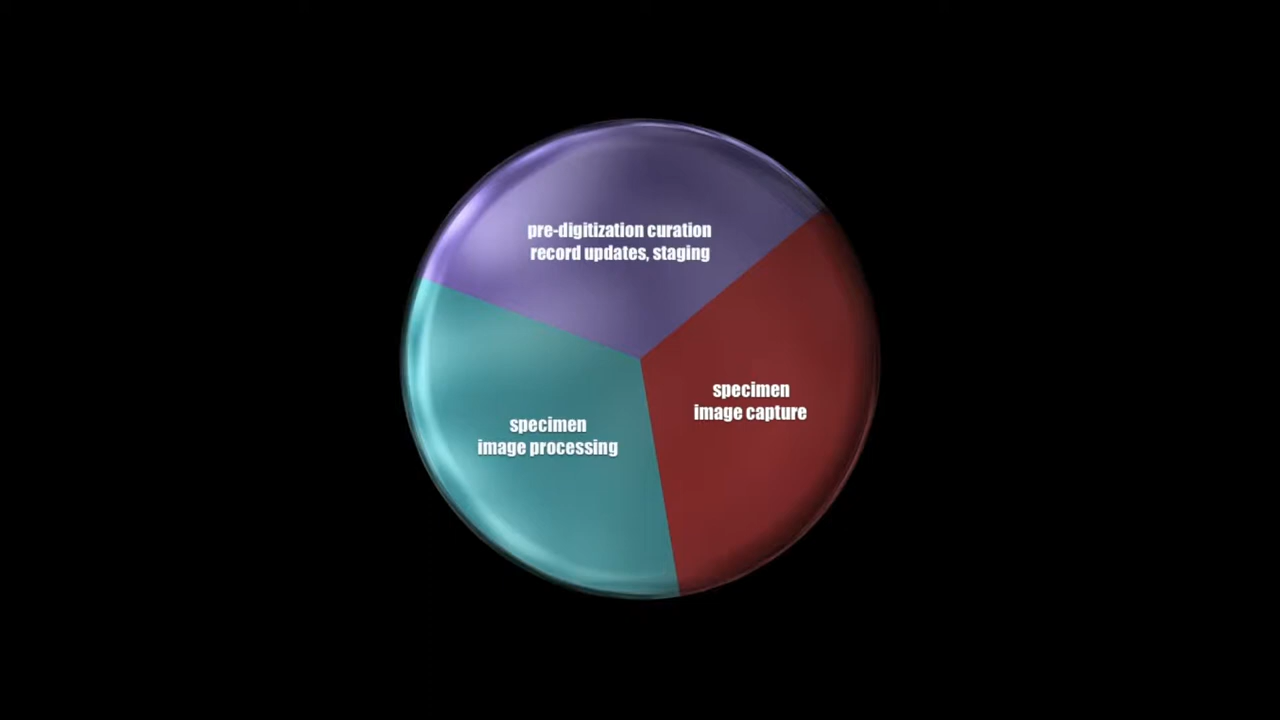 pre-digitization curation
record updates, staging
specimen
image capture
specimen
image processing